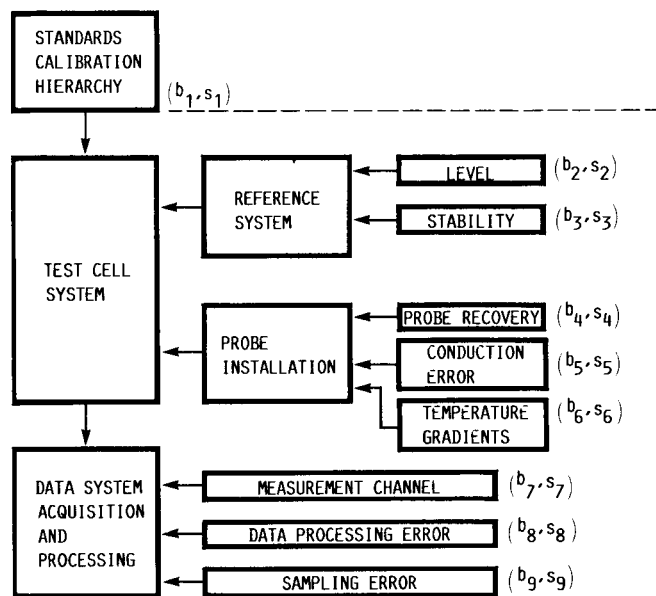 STANDARDS
CALIBRATION
HIERARCHY
(b1,s1)
TEST CELL
SYSTEM
REFERENCE
SYSTEM
LEVEL
(b2,s2)
STABILITY
(b3,s3)
PROBE
INSTALLATION
PROBE RECOVERY
(b4,s4)
CONDUCTION
ERROR
(b5,s5)
TEMPERATURE
GRADIENTS
(b6,s6)
DATA SYSTEM
ACQUISITION
AND
PROCESSING
MEASUREMENT CHANNEL
(b7,s7)
DATA PROCESSING ERROR
(b8,s8)
SAMPLING ERROR
(b9,s9)